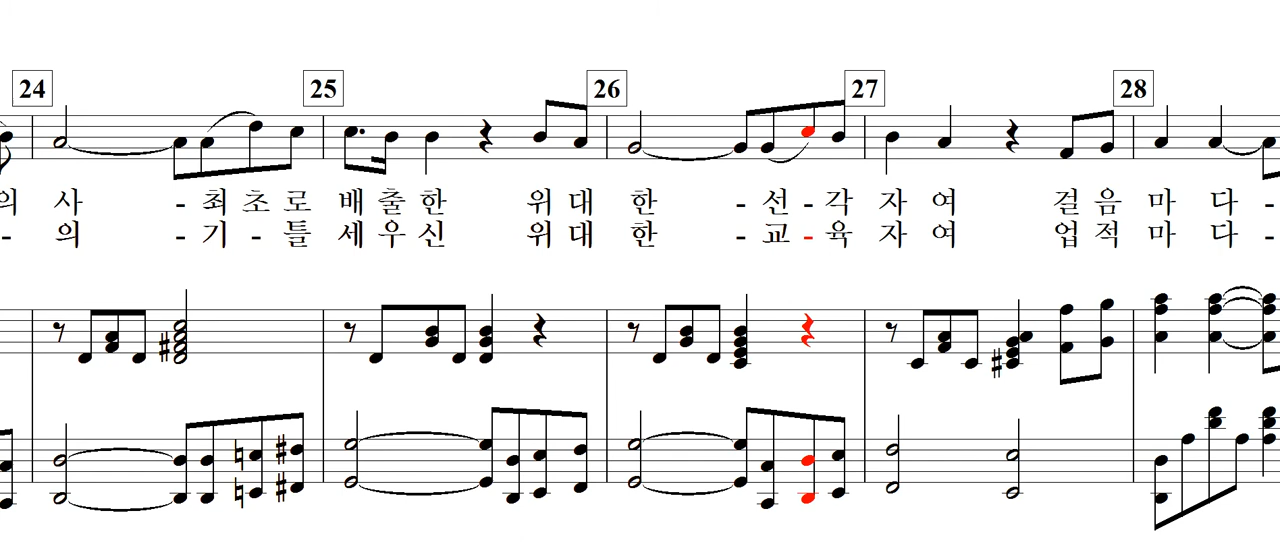 24 25 26 27 28
의 사 - 최 초 로 배 출 한 위 대 한 - 선 - 각 자 여 걸 음 마 다 -
- 의 - 기 - 틀 세 우 신 위 대 한 - 교 - 육 자 여 업 적 마 다 -